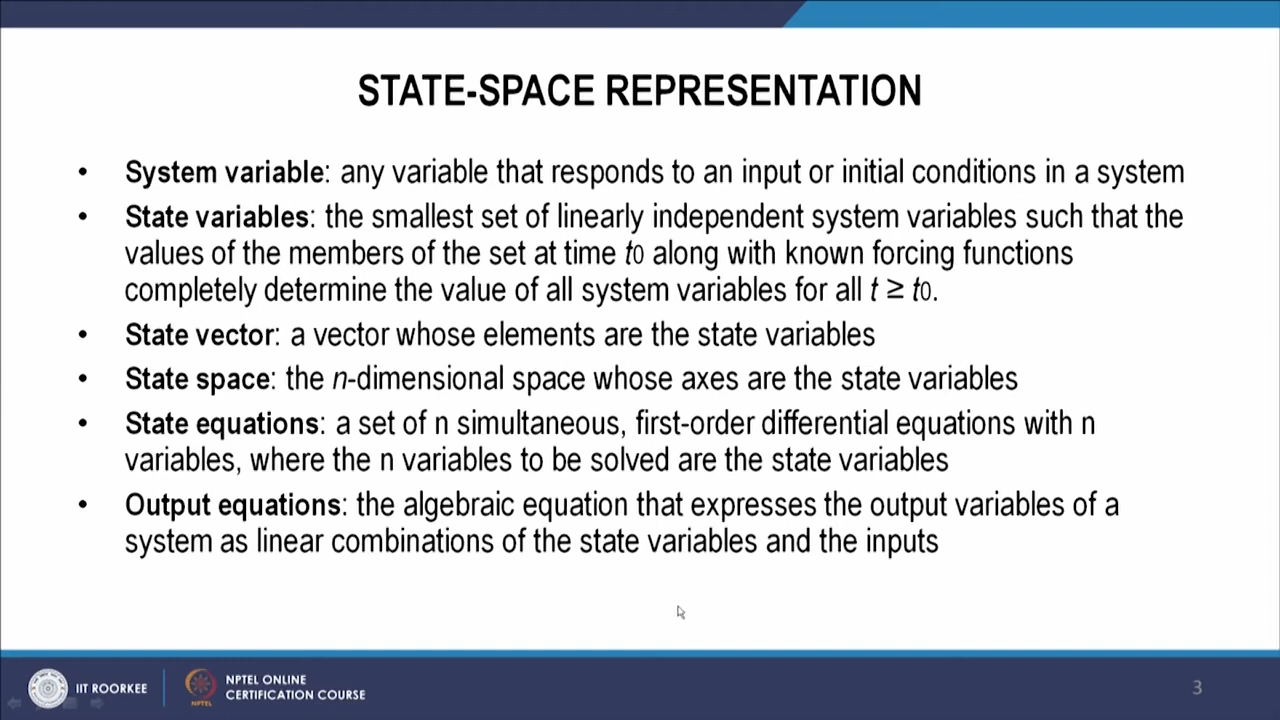 STATE-SPACE REPRESENTATION
• System variable: any variable that responds to an input or initial conditions in a system
• State variables: the smallest set of linearly independent system variables such that the
values of the members of the set at time t0 along with known forcing functions
completely determine the value of all system variables for all t ≥ t0.
• State vector: a vector whose elements are the state variables
• State space: the n-dimensional space whose axes are the state variables
• State equations: a set of n simultaneous, first-order differential equations with n
variables, where the n variables to be solved are the state variables
• Output equations: the algebraic equation that expresses the output variables of a
system as linear combinations of the state variables and the inputs
IIT ROORKEE
NPTEL
NPTEL ONLINE
CERTIFICATION COURSE
3